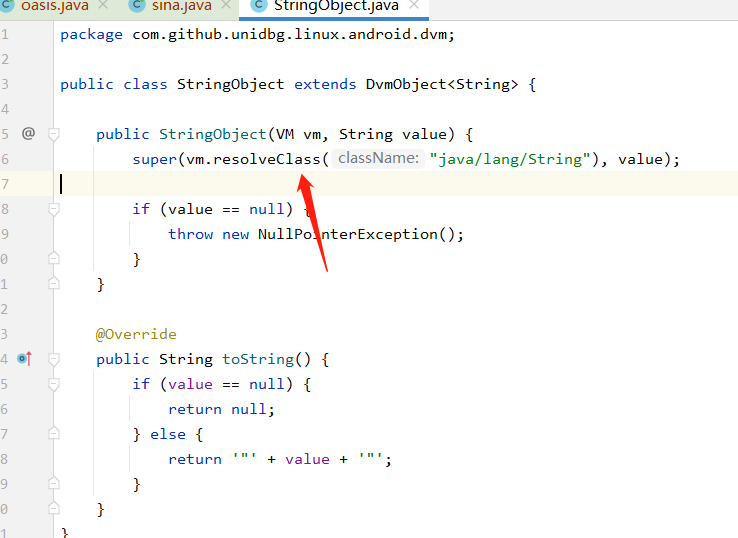 oasis.java × sina.java × StringObject.java ×
1 package com.github.unidbg.linux.android.dvm;
2
3 public class StringObject extends DvmObject<String> {
4
5 @ public StringObject(VM vm, String value) {
6 super(vm.resolveClass( className: "java/lang/String"), value);
7
8 if (value == null) {
9 throw new NullPointerException();
0 }
1 }
2
3 @Override
4 public String toString() {
5 if (value == null) {
6 return null;
7 } else {
8 return '"' + value + '"';
9 }
0 }
1 }